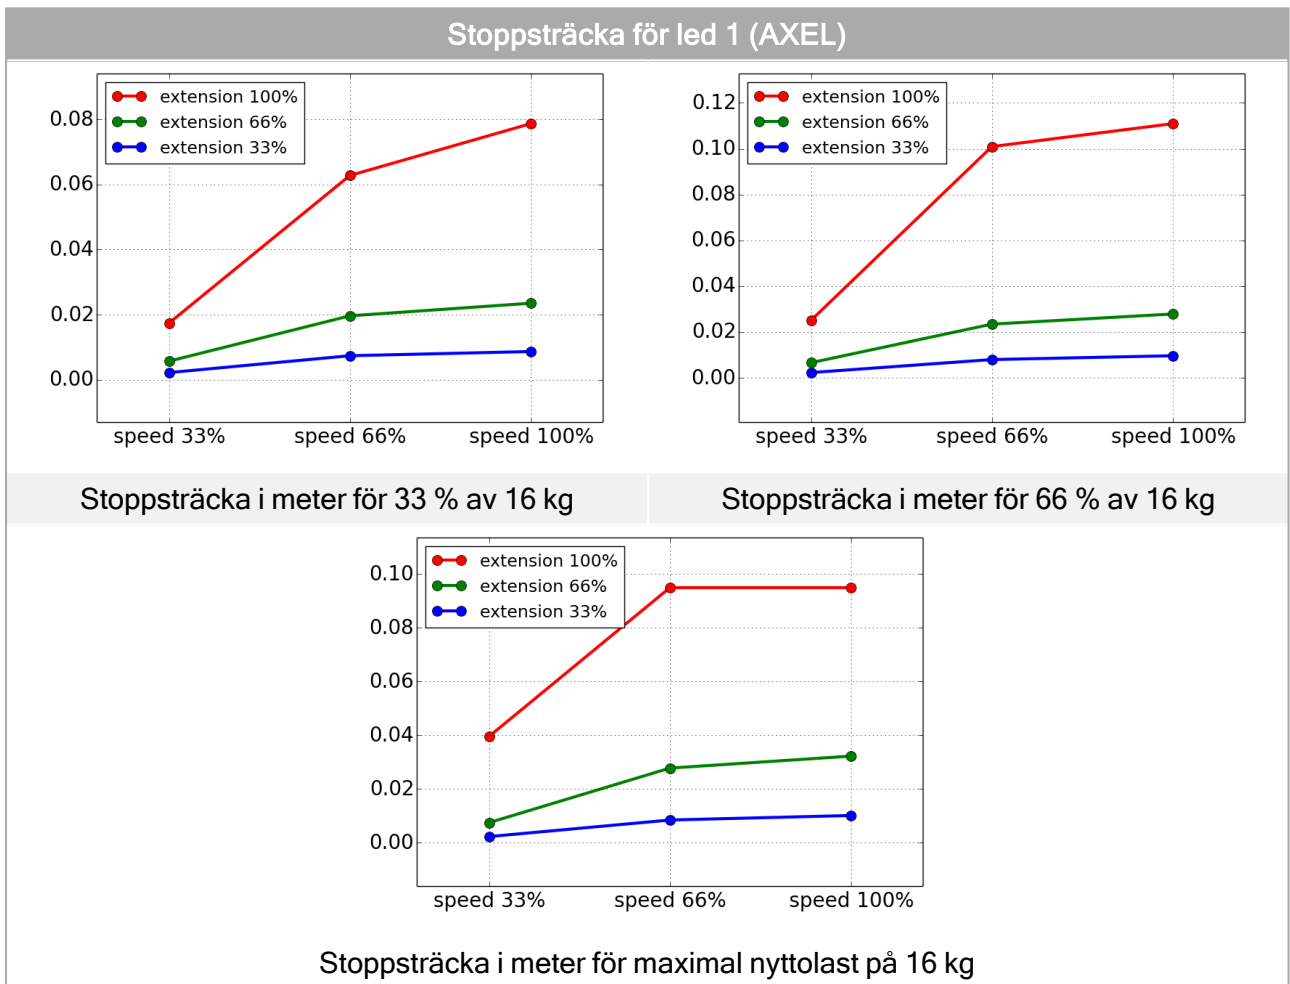 Stoppsträcka för led 1 (AXEL)
extension 100%
extension 66%
extension 33%
0.08
0.06
0.04
0.02
0.00
speed 33% speed 66% speed 100%
extension 100%
extension 66%
extension 33%
0.12
0.10
0.08
0.06
0.04
0.02
0.00
speed 33% speed 66% speed 100%
Stoppsträcka i meter för 33 % av 16 kg
Stoppsträcka i meter för 66 % av 16 kg
extension 100%
extension 66%
extension 33%
0.10
0.08
0.06
0.04
0.02
0.00
speed 33% speed 66% speed 100%
Stoppsträcka i meter för maximal nyttolast på 16 kg